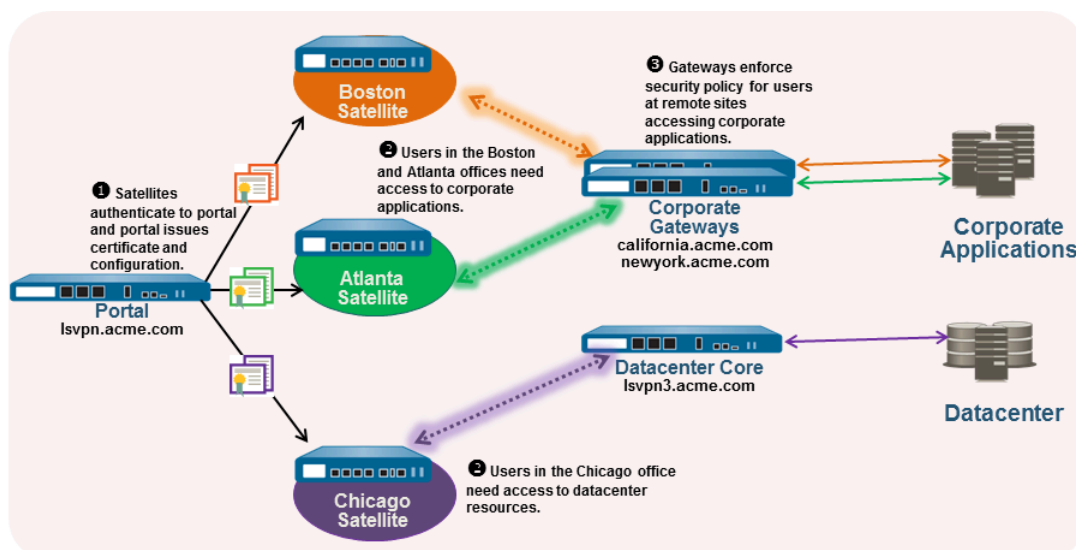 Boston
Satellite
❸ Gateways enforce
security policy for users
at remote sites
accessing corporate
applications.
❷ Users in the Boston
and Atlanta offices need
access to corporate
applications.
❶ Satellites
authenticate to portal
and portal issues
certificate and
configuration.
Corporate
Gateways
california.acme.com
newyork.acme.com
Corporate
Applications
Atlanta
Satellite
Portal
lsvpn.acme.com
Datacenter Core
lsvpn3.acme.com
Datacenter
❷ Users in the Chicago office
need access to datacenter
resources.
Chicago
Satellite